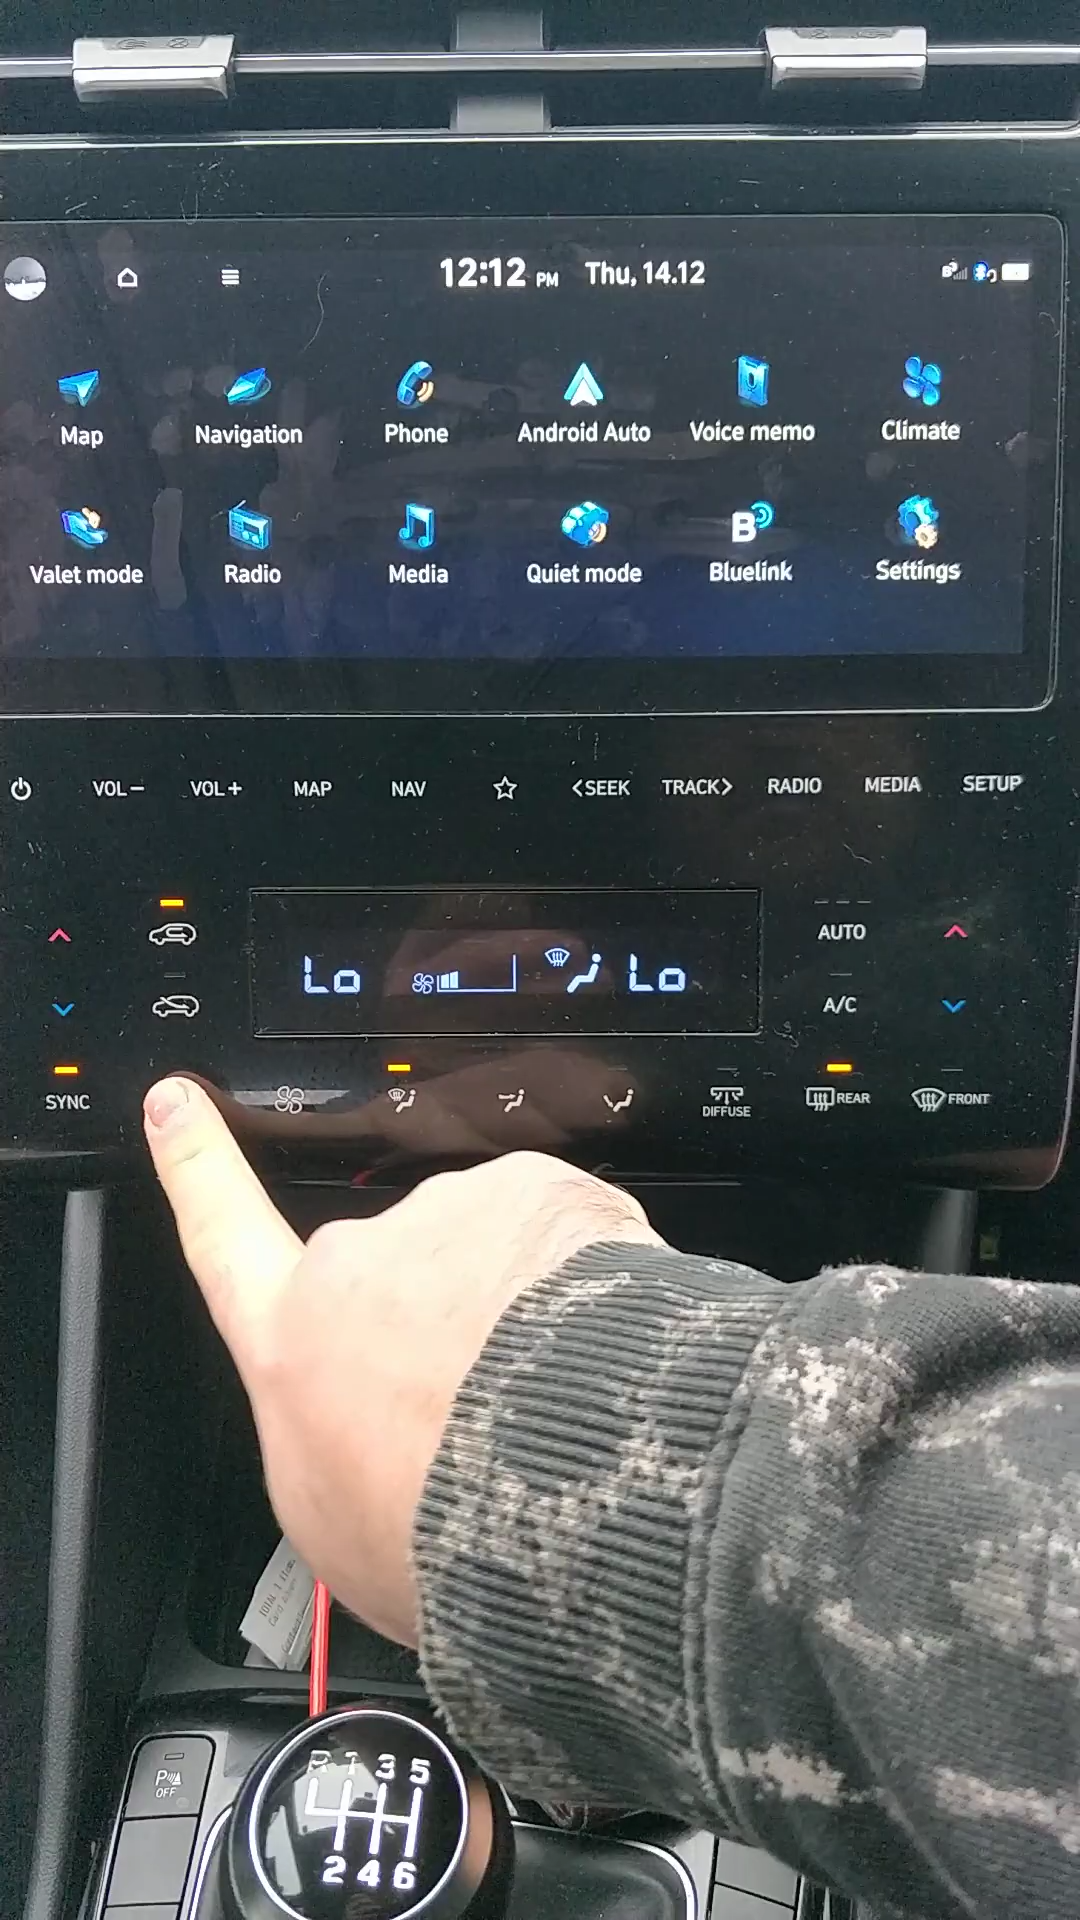 12:12 PM Thu, 14.12
Map Navigation Phone Android Auto Voice memo Climate
Valet mode Radio Media Quiet mode Bluelink Settings
VOL− VOL+ MAP NAV <SEEK TRACK> RADIO MEDIA SETUP
AUTO
Lo Lo
A/C
SYNC DIFFUSE REAR FRONT
P OFF
R 1 3 5
2 4 6